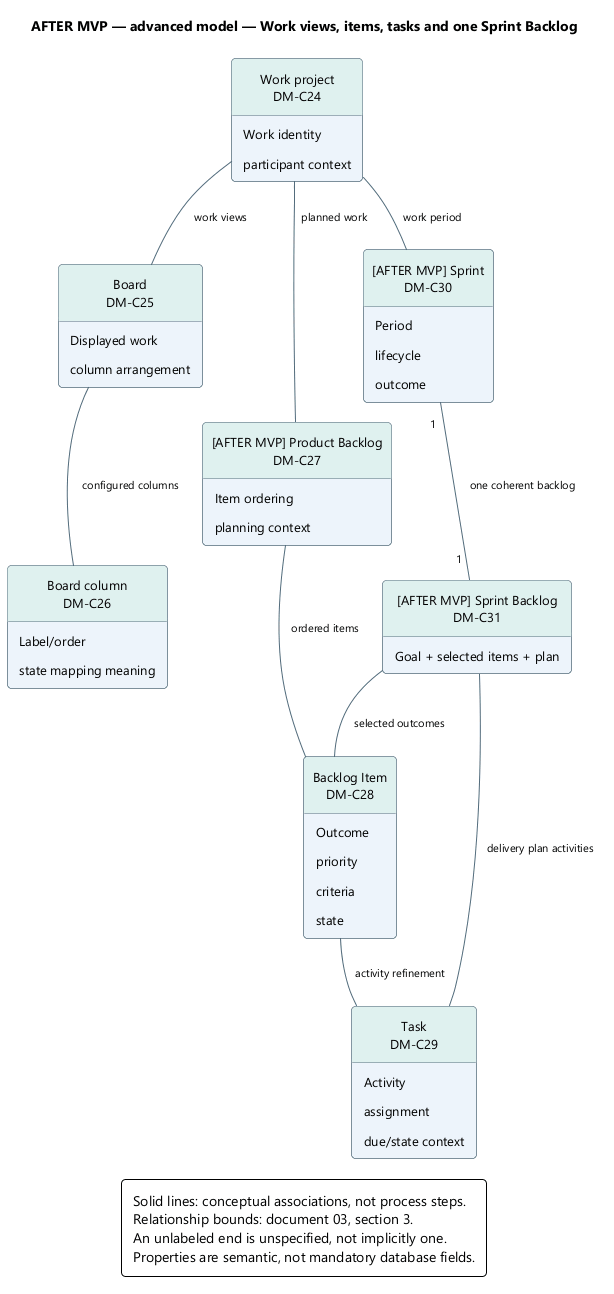 AFTER MVP — advanced model — Work views, items, tasks and one Sprint Backlog
Work project
DM-C24
Work identity
participant context
work views
planned work
work period
Board
DM-C25
Displayed work
column arrangement
[AFTER MVP] Sprint
DM-C30
Period
lifecycle
outcome
1
[AFTER MVP] Product Backlog
DM-C27
Item ordering
planning context
configured columns
one coherent backlog
1
Board column
DM-C26
Label/order
state mapping meaning
[AFTER MVP] Sprint Backlog
DM-C31
Goal + selected items + plan
ordered items
selected outcomes
Backlog Item
DM-C28
Outcome
priority
criteria
state
delivery plan activities
activity refinement
Task
DM-C29
Activity
assignment
due/state context
Solid lines: conceptual associations, not process steps.
Relationship bounds: document 03, section 3.
An unlabeled end is unspecified, not implicitly one.
Properties are semantic, not mandatory database fields.